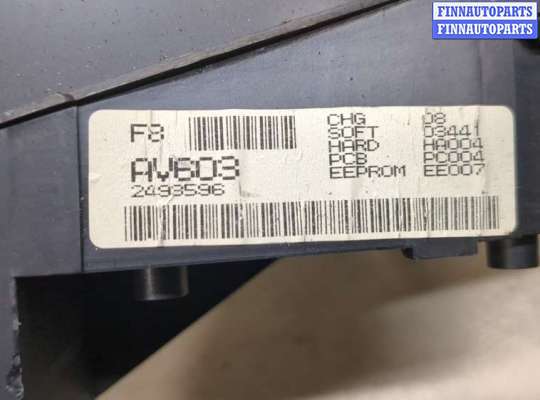 FINNAUTOPARTS
FINNAUTOPARTS
F8
AV603
2493596
CHG 08
SOFT 03441
HARD HA004
PCB PC004
EEPROM EE007